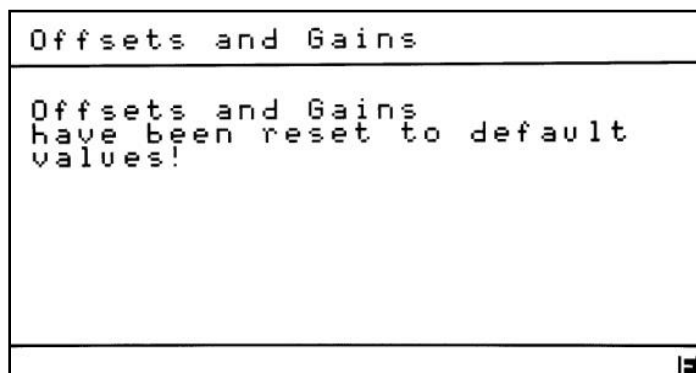 Offsets and Gains
Offsets and Gains
have been reset to default
values!